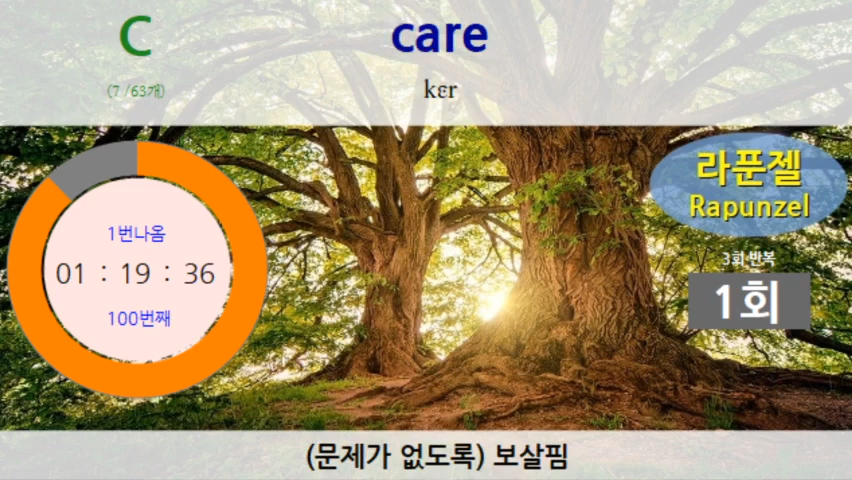 C
(7 /63개)
care
kɛr
1번나옴
01 : 19 : 36
100번째
라푼젤
Rapunzel
3회 반복
1회
(문제가 없도록) 보살핌